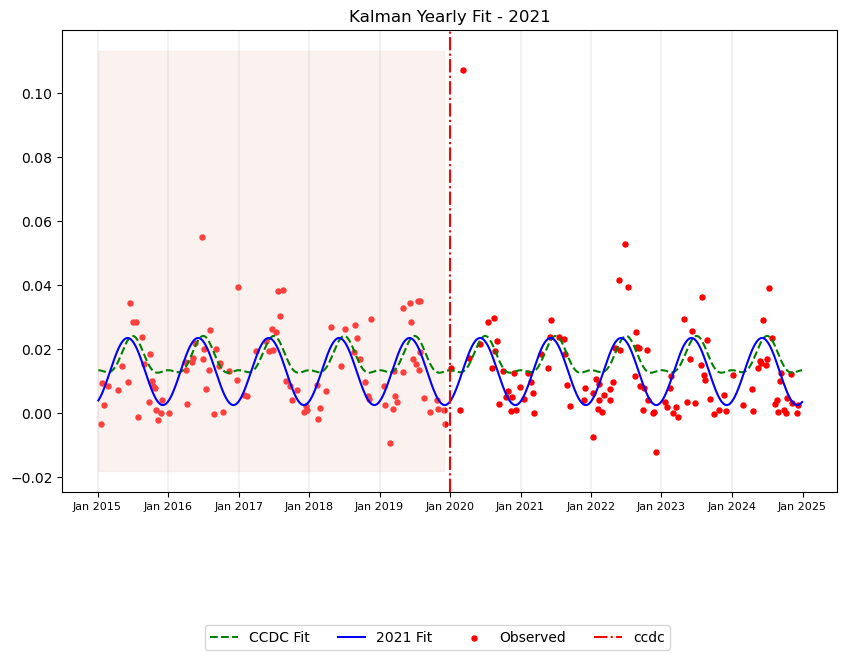 Kalman Yearly Fit - 2021
0.10
0.08
0.06
0.04
0.02
0.00
−0.02
Jan 2015 Jan 2016 Jan 2017 Jan 2018 Jan 2019 Jan 2020 Jan 2021 Jan 2022 Jan 2023 Jan 2024 Jan 2025
CCDC Fit 2021 Fit Observed ccdc